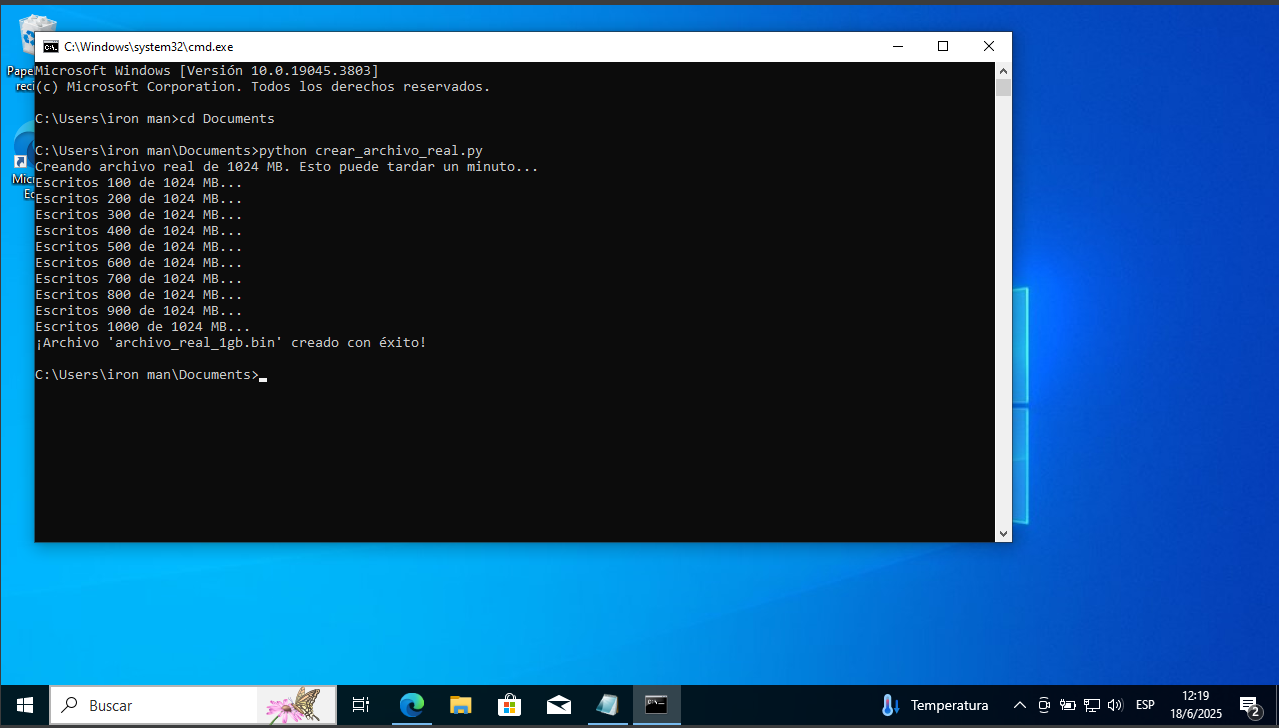 C:\Windows\system32\cmd.exe
Microsoft Windows [Versión 10.0.19045.3803]
(c) Microsoft Corporation. Todos los derechos reservados.
C:\Users\iron man>cd Documents
C:\Users\iron man\Documents>python crear_archivo_real.py
Creando archivo real de 1024 MB. Esto puede tardar un minuto...
Escritos 100 de 1024 MB...
Escritos 200 de 1024 MB...
Escritos 300 de 1024 MB...
Escritos 400 de 1024 MB...
Escritos 500 de 1024 MB...
Escritos 600 de 1024 MB...
Escritos 700 de 1024 MB...
Escritos 800 de 1024 MB...
Escritos 900 de 1024 MB...
Escritos 1000 de 1024 MB...
¡Archivo 'archivo_real_1gb.bin' creado con éxito!
C:\Users\iron man\Documents>
Pape
reci
Mic
Ed
Buscar
Temperatura
ESP
12:19
18/6/2025
2